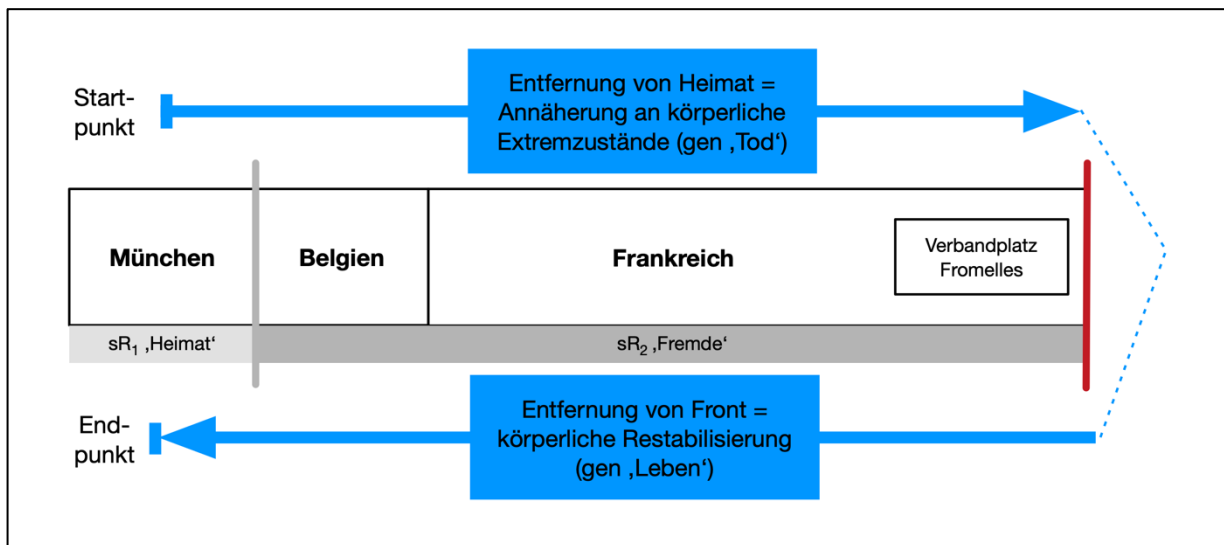 Start-
punkt
Entfernung von Heimat =
Annäherung an körperliche
Extremzustände (gen ‚Tod‘)
München
Belgien
Frankreich
Verbandplatz
Fromelles
sR₁ ‚Heimat‘
sR₂ ‚Fremde‘
End-
punkt
Entfernung von Front =
körperliche Restabilisierung
(gen ‚Leben‘)